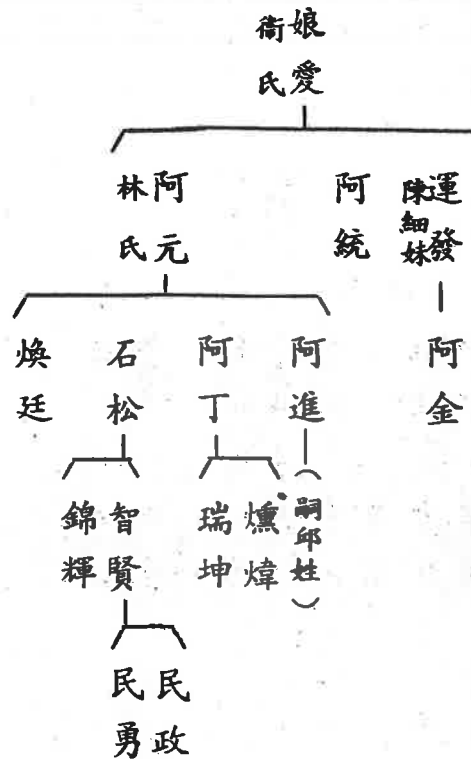 娘愛
衞氏
運發
陳細妹
阿統
阿元
林氏
阿金
阿進
阿丁
石松
煥廷
（嗣邱姓）
燻煒
瑞坤
智賢
錦輝
民政
民勇